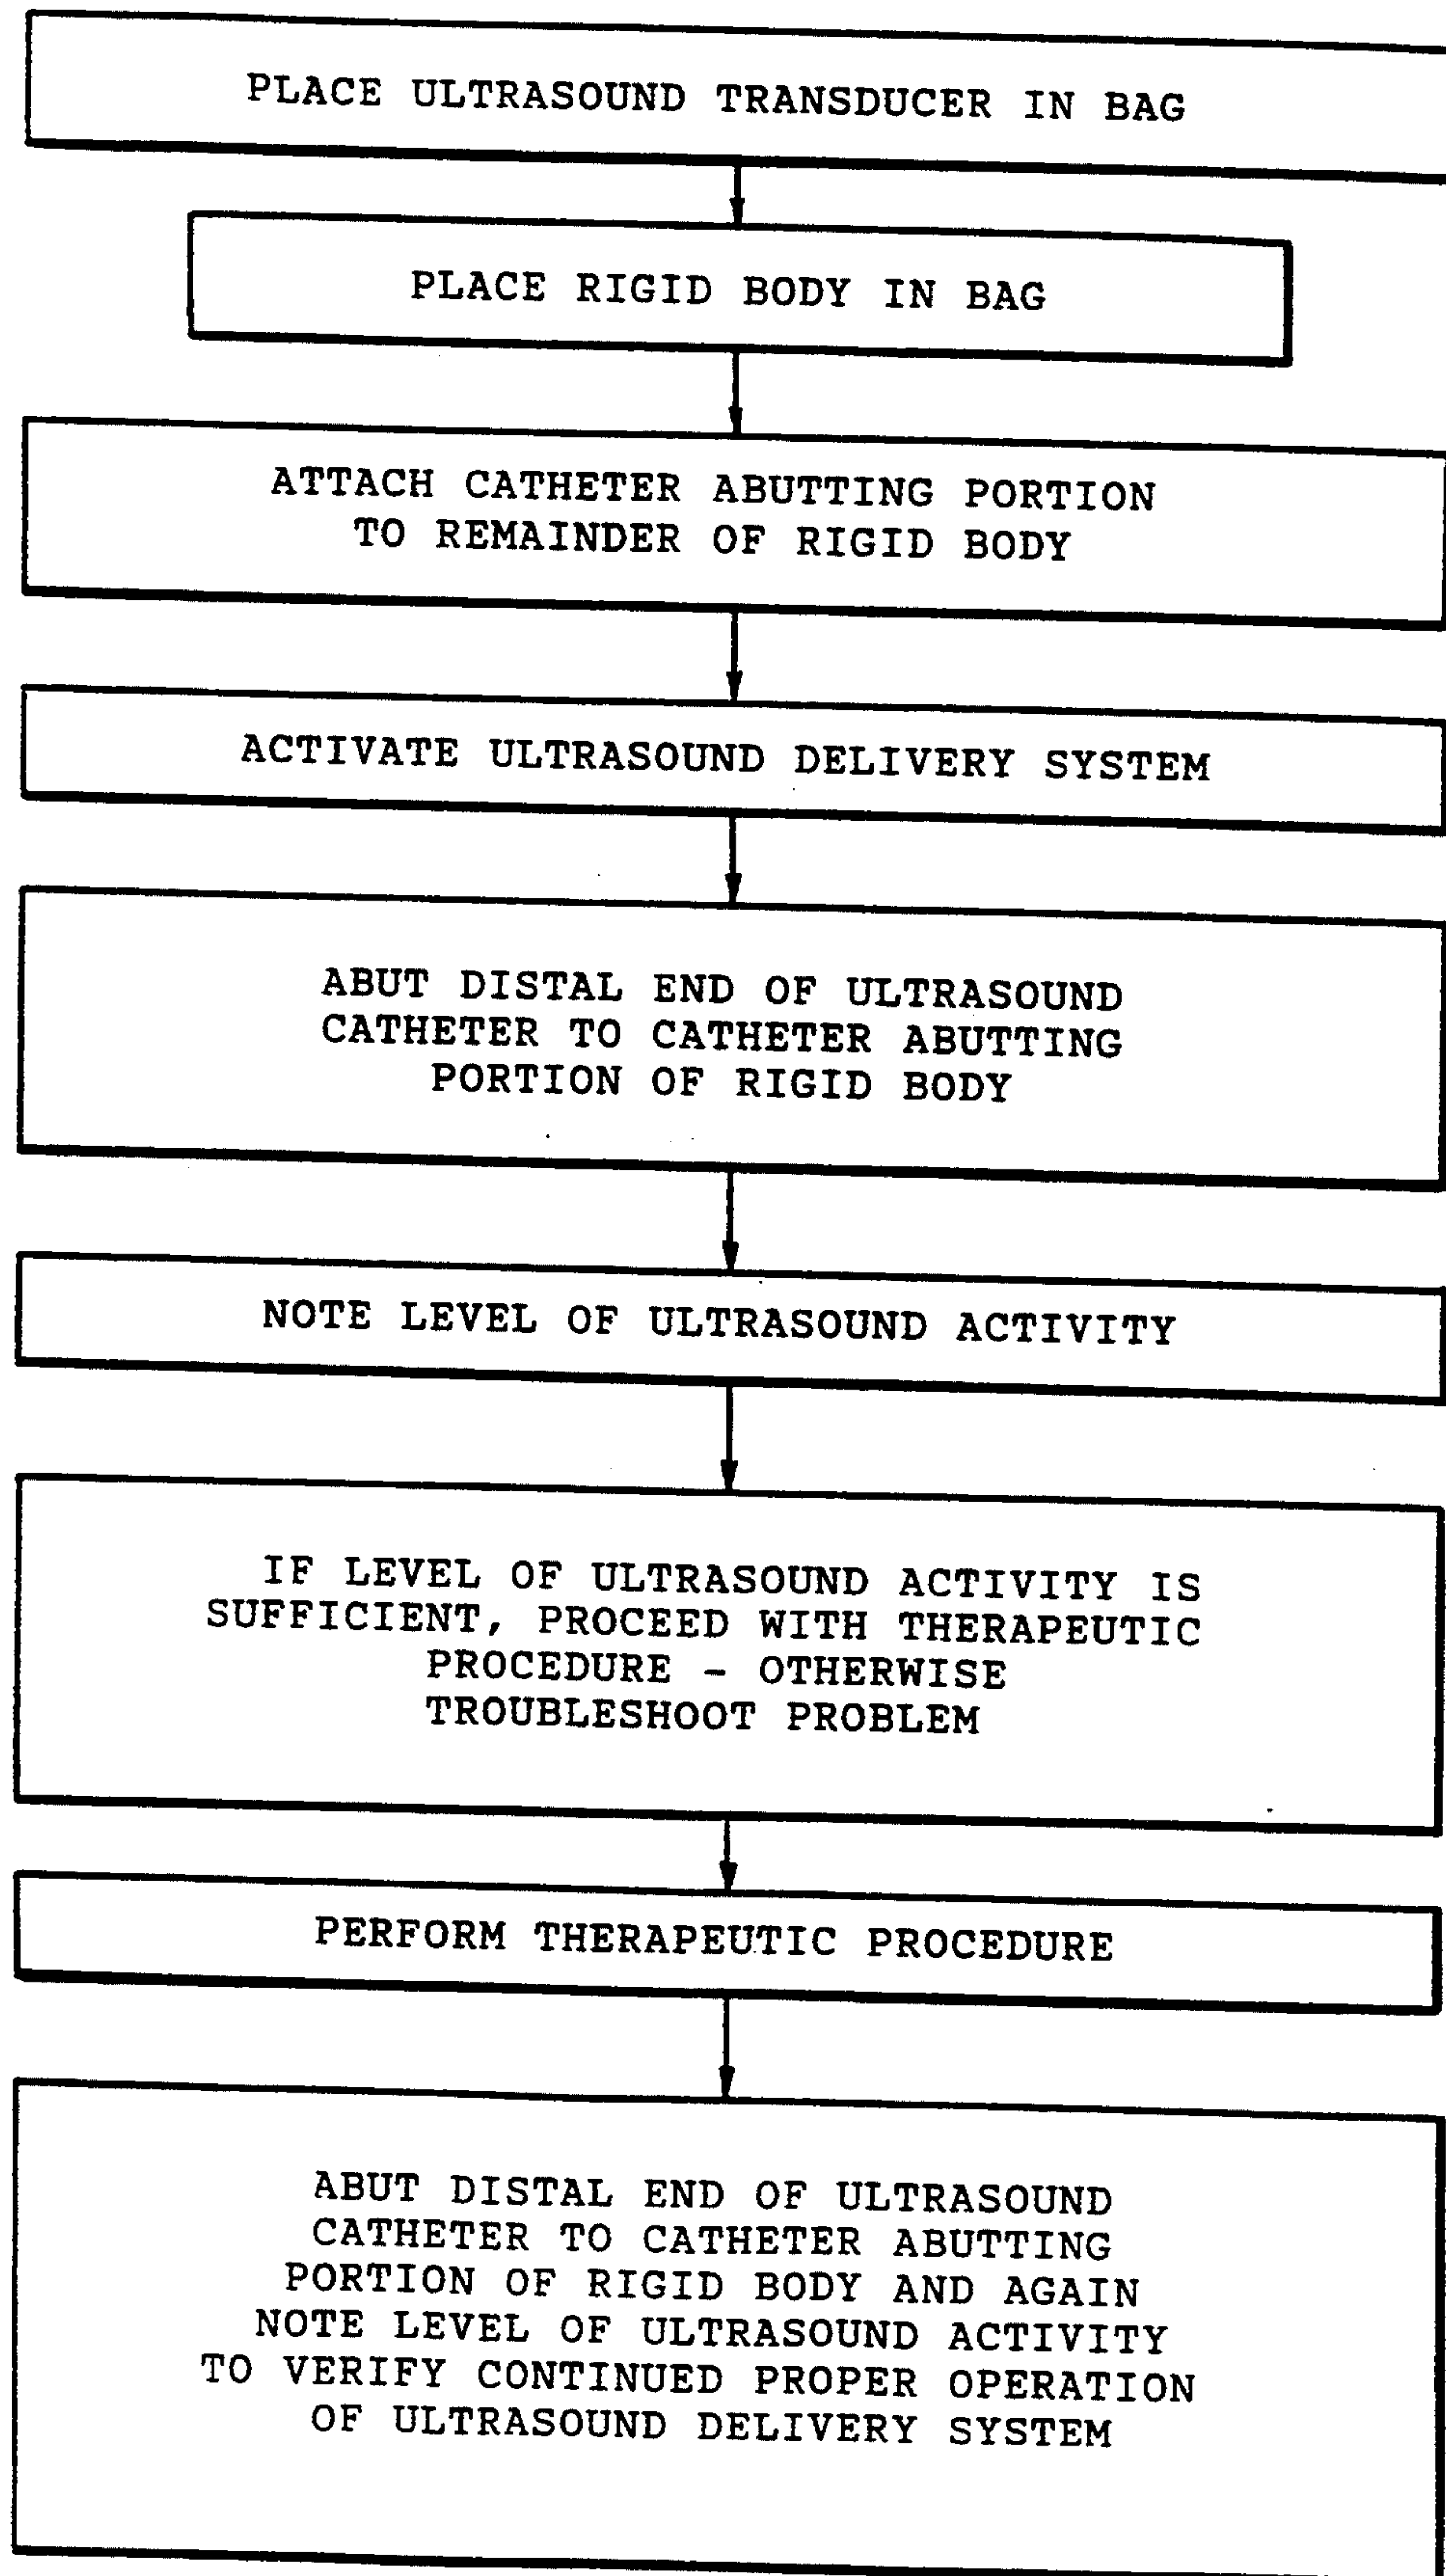 PLACE ULTRASOUND TRANSDUCER IN BAG
PLACE RIGID BODY IN BAG
ATTACH CATHETER ABUTTING PORTION
TO REMAINDER OF RIGID BODY
ACTIVATE ULTRASOUND DELIVERY SYSTEM
ABUT DISTAL END OF ULTRASOUND
CATHETER TO CATHETER ABUTTING
PORTION OF RIGID BODY
NOTE LEVEL OF ULTRASOUND ACTIVITY
IF LEVEL OF ULTRASOUND ACTIVITY IS
SUFFICIENT, PROCEED WITH THERAPEUTIC
PROCEDURE - OTHERWISE
TROUBLESHOOT PROBLEM
PERFORM THERAPEUTIC PROCEDURE
ABUT DISTAL END OF ULTRASOUND
CATHETER TO CATHETER ABUTTING
PORTION OF RIGID BODY AND AGAIN
NOTE LEVEL OF ULTRASOUND ACTIVITY
TO VERIFY CONTINUED PROPER OPERATION
OF ULTRASOUND DELIVERY SYSTEM